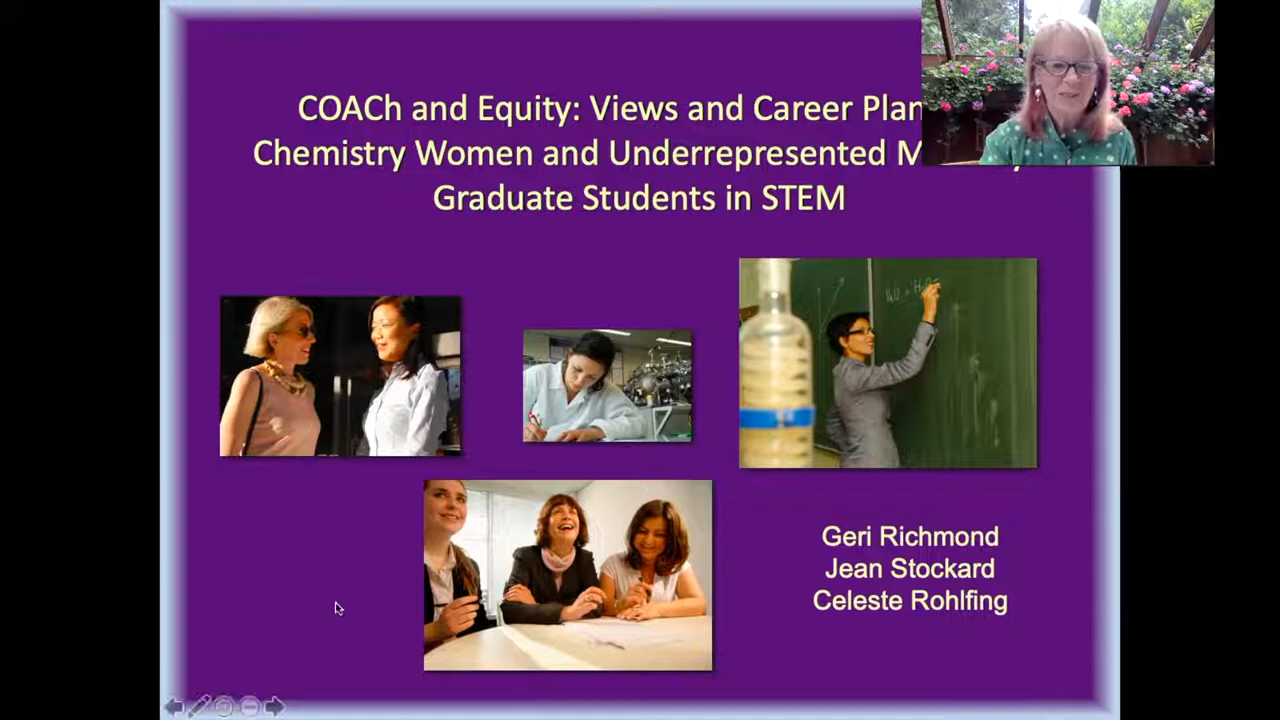 COACh and Equity: Views and Career Plan
Chemistry Women and Underrepresented M
Graduate Students in STEM
Geri Richmond
Jean Stockard
Celeste Rohlfing